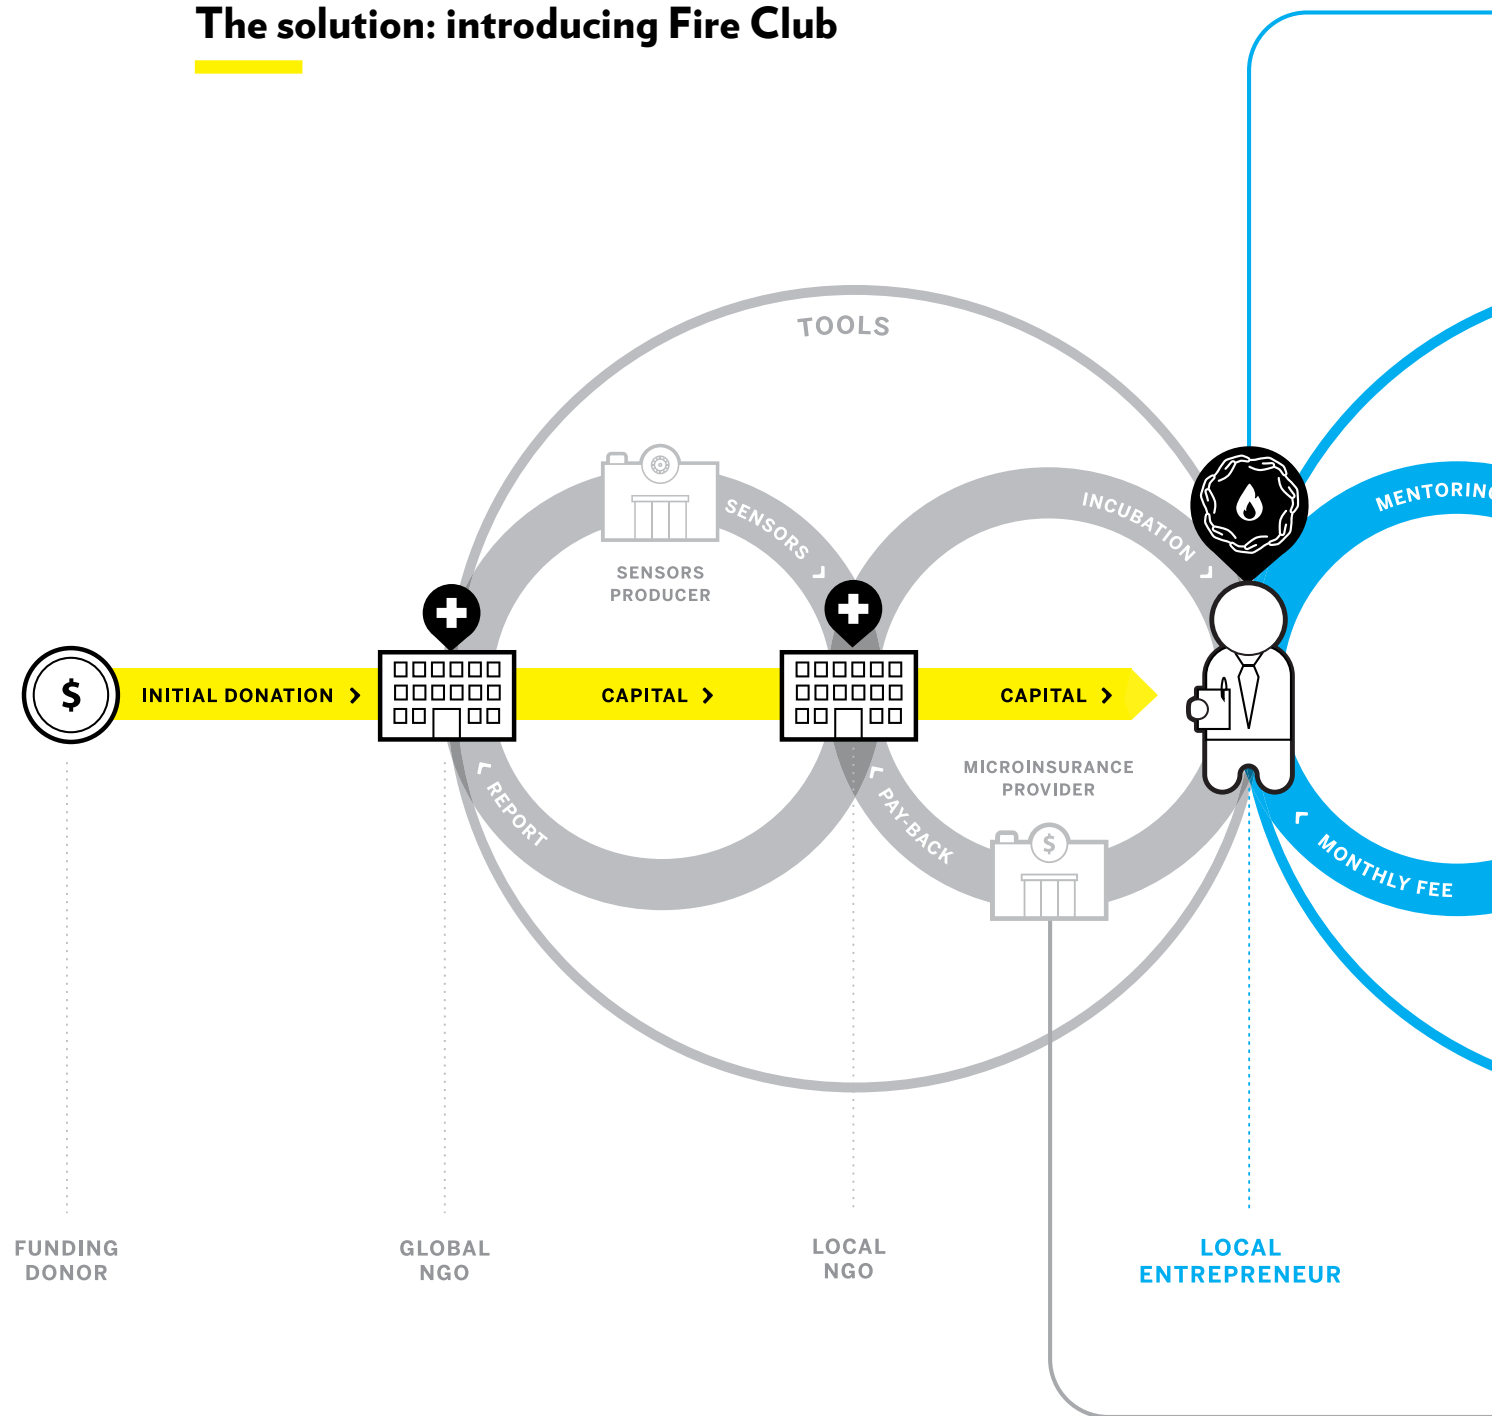 The solution: introducing Fire Club
TOOLS
SENSORS
INCUBATION
MENTORING
SENSORS
PRODUCER
$
INITIAL DONATION
CAPITAL
CAPITAL
MICROINSURANCE
PROVIDER
REPORT
PAY-BACK
$
MONTHLY FEE
FUNDING
DONOR
GLOBAL
NGO
LOCAL
NGO
LOCAL
ENTREPRENEUR